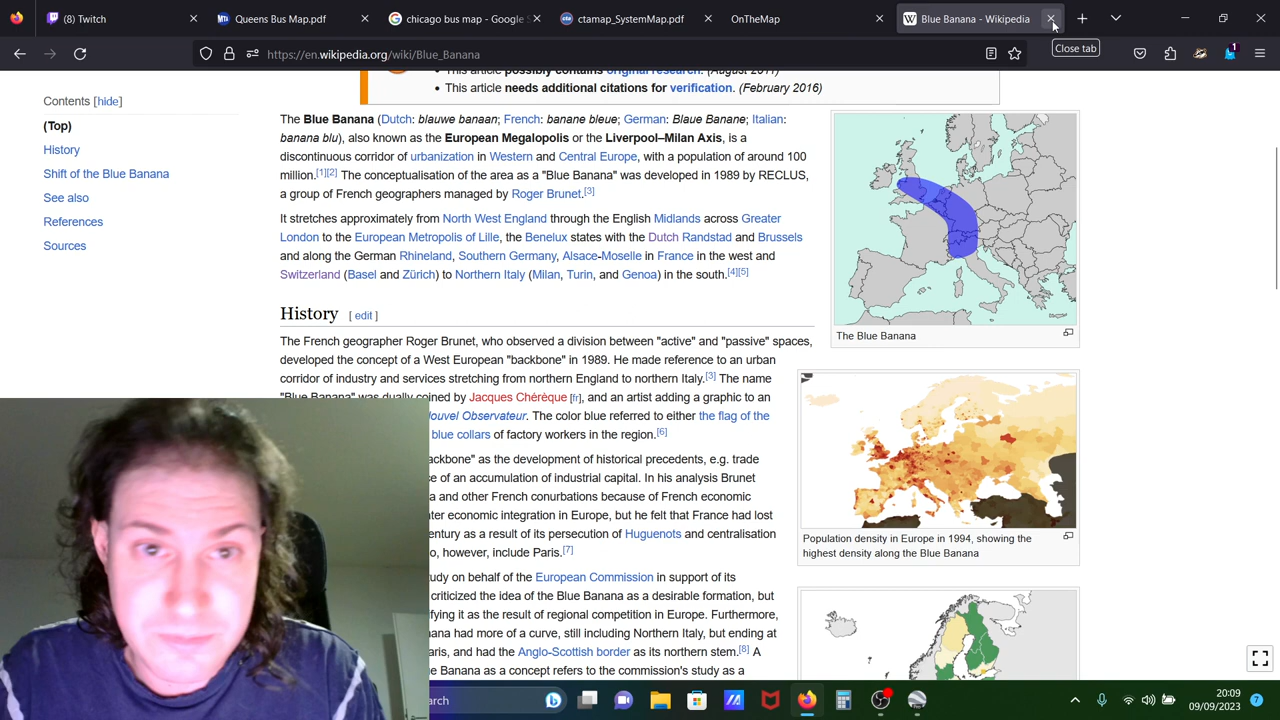 Twitch
Queens Bus Map.pdf
chicago bus map - Google S
ctamap_SystemMap.pdf
OnTheMap
Blue Banana - Wikipedia
Close tab
https://en.wikipedia.org/wiki/Blue_Banana
1
• This article possibly contains original research. (August 2011)
• This article needs additional citations for verification. (February 2016)
Contents [hide]
(Top)
History
Shift of the Blue Banana
See also
References
Sources
The Blue Banana (Dutch: blauwe banaan; French: banane bleue; German: Blaue Banane; Italian:
banana blu), also known as the European Megalopolis or the Liverpool–Milan Axis, is a
discontinuous corridor of urbanization in Western and Central Europe, with a population of around 100
million.[1][2] The conceptualisation of the area as a "Blue Banana" was developed in 1989 by RECLUS,
a group of French geographers managed by Roger Brunet.[3]
It stretches approximately from North West England through the English Midlands across Greater
London to the European Metropolis of Lille, the Benelux states with the Dutch Randstad and Brussels
and along the German Rhineland, Southern Germany, Alsace-Moselle in France in the west and
Switzerland (Basel and Zürich) to Northern Italy (Milan, Turin, and Genoa) in the south.[4][5]
The Blue Banana
History [ edit ]
The French geographer Roger Brunet, who observed a division between "active" and "passive" spaces,
developed the concept of a West European "backbone" in 1989. He made reference to an urban
corridor of industry and services stretching from northern England to northern Italy.[3] The name
"Blue Banana" was dually coined by Jacques Chérèque [fr], and an artist adding a graphic to an
Nouvel Observateur. The color blue referred to either the flag of the
blue collars of factory workers in the region.[6]
backbone" as the development of historical precedents, e.g. trade
ce of an accumulation of industrial capital. In his analysis Brunet
a and other French conurbations because of French economic
ater economic integration in Europe, but he felt that France had lost
entury as a result of its persecution of Huguenots and centralisation
o, however, include Paris.[7]
Population density in Europe in 1994, showing the
highest density along the Blue Banana
udy on behalf of the European Commission in support of its
criticized the idea of the Blue Banana as a desirable formation, but
ifying it as the result of regional competition in Europe. Furthermore,
nana had more of a curve, still including Northern Italy, but ending at
aris, and had the Anglo-Scottish border as its northern stem.[8] A
e Banana as a concept refers to the commission's study as a
earch
20:09
09/09/2023
7